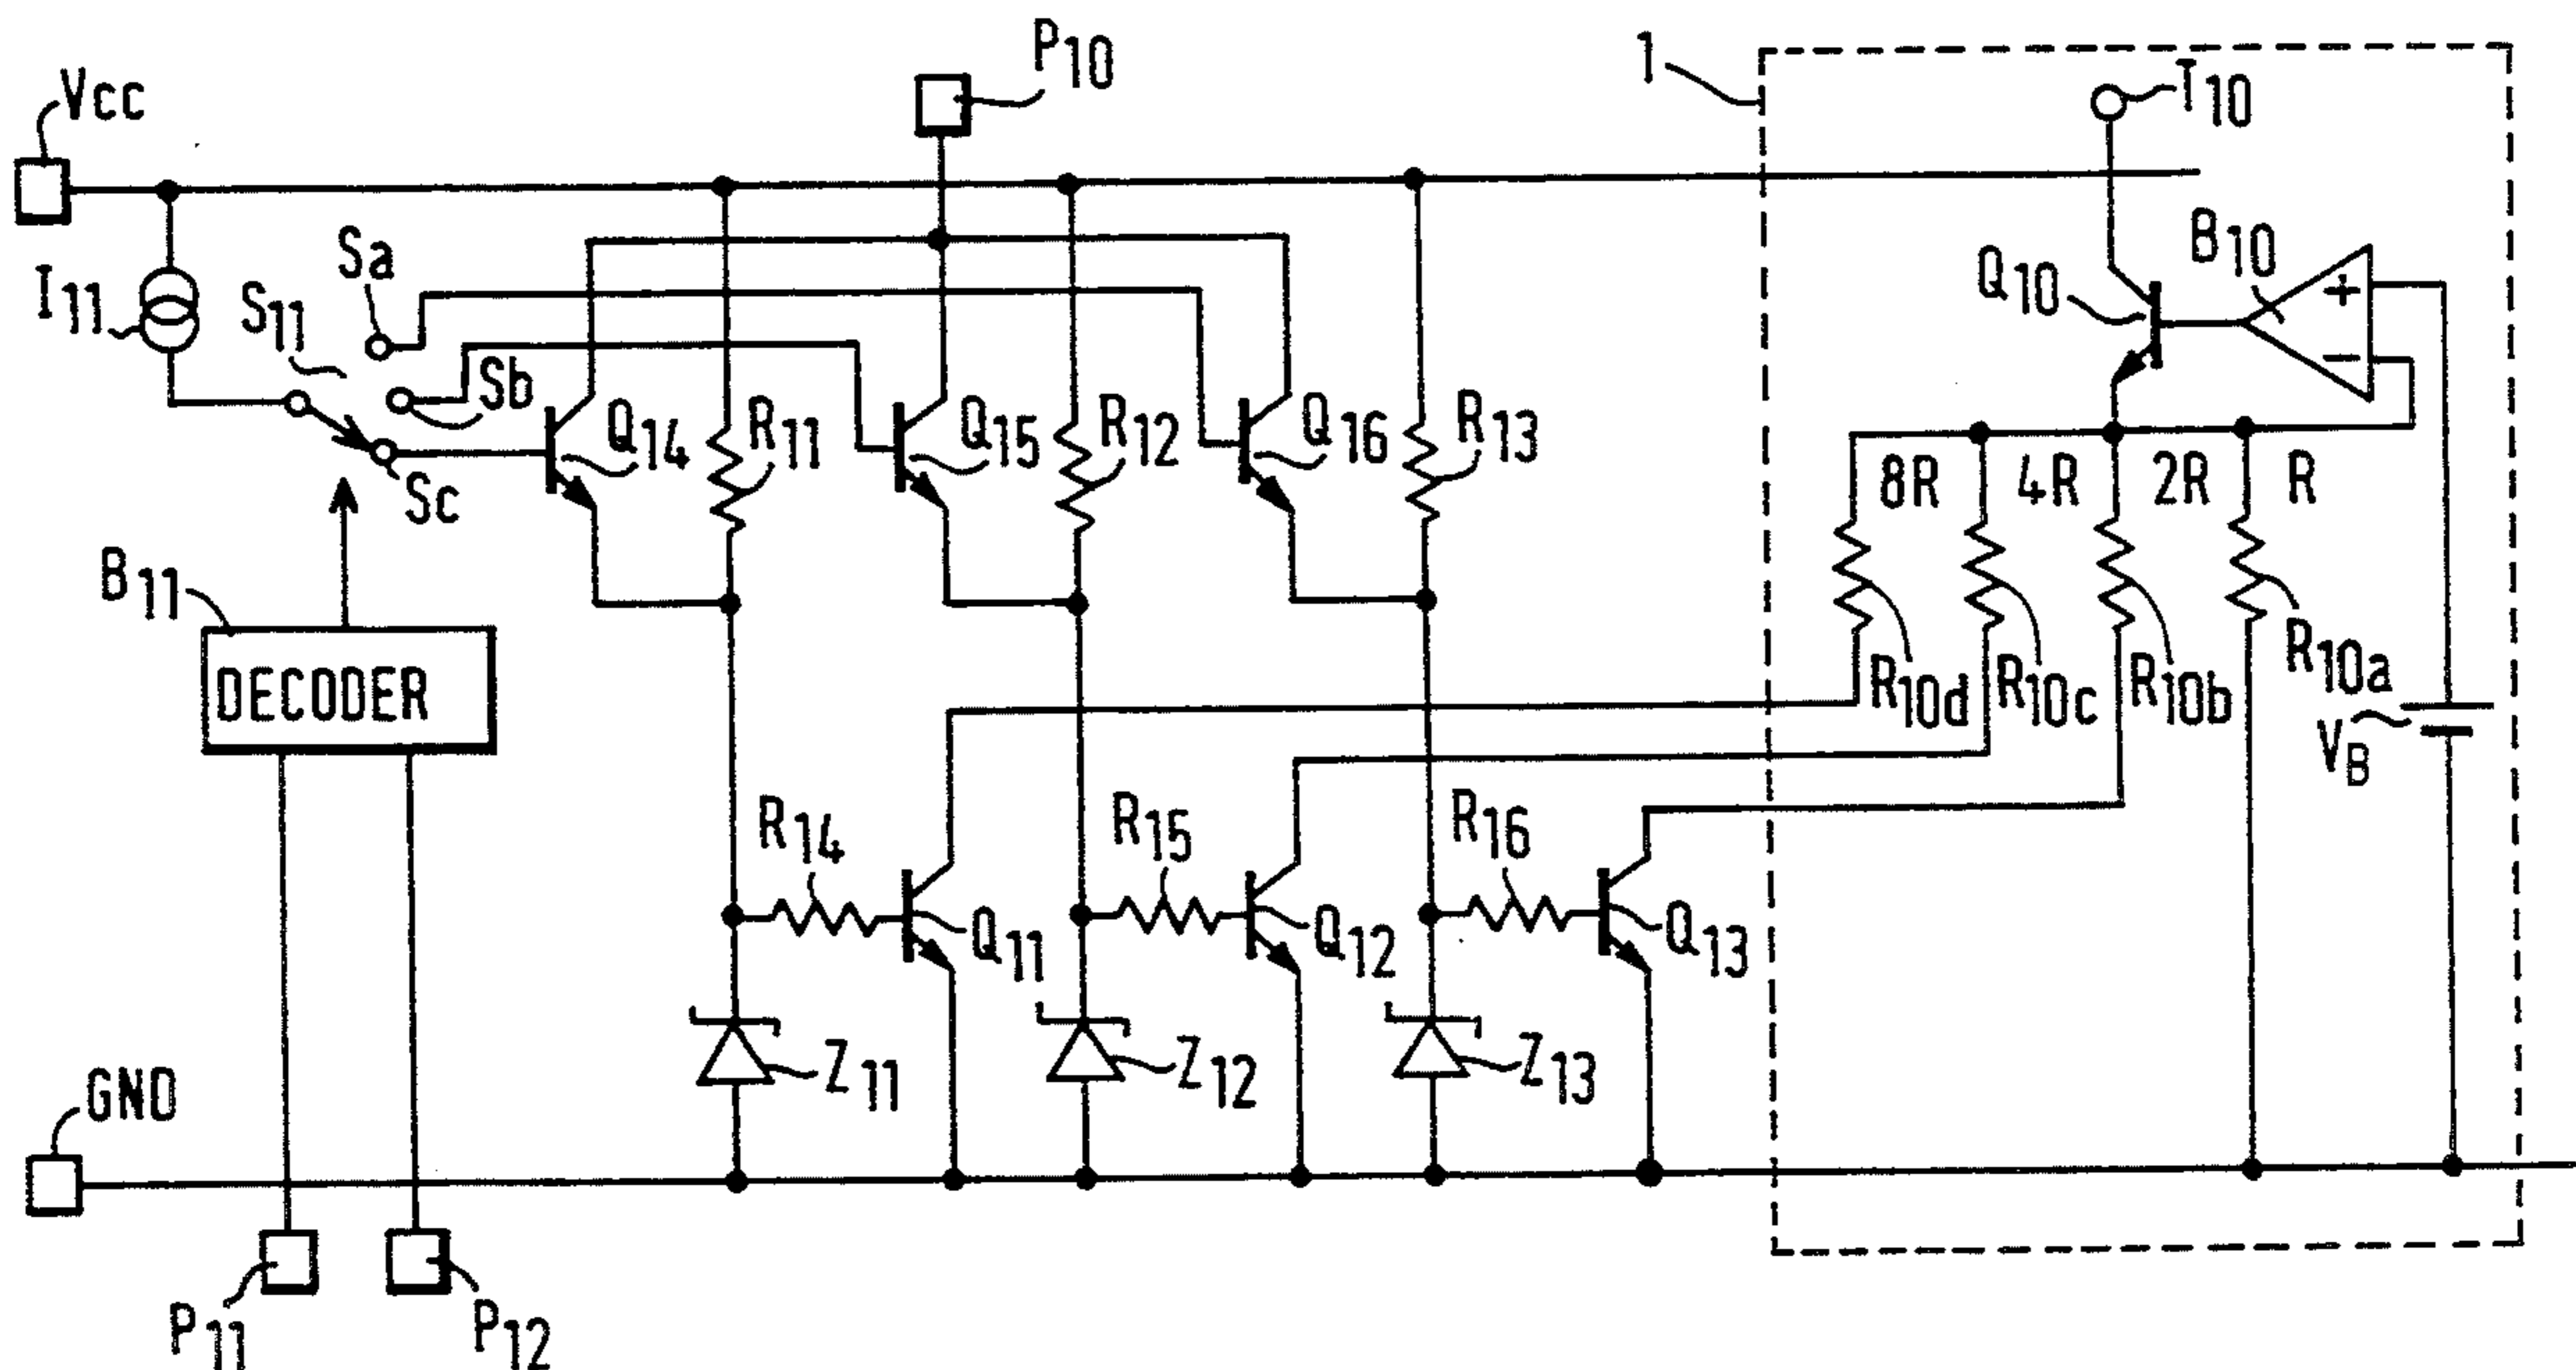 P10
1
T10
Vcc
Sa
B10
I11
S11
Q10
Sb
Q14
R11
Q15
R12
Q16
R13
8R
4R
2R
R
Sc
B11
DECODER
R10d
R10c
R10b
R10a
VB
R14
R15
R16
Q11
Q12
Q13
Z11
Z12
Z13
GND
P11
P12
+
−